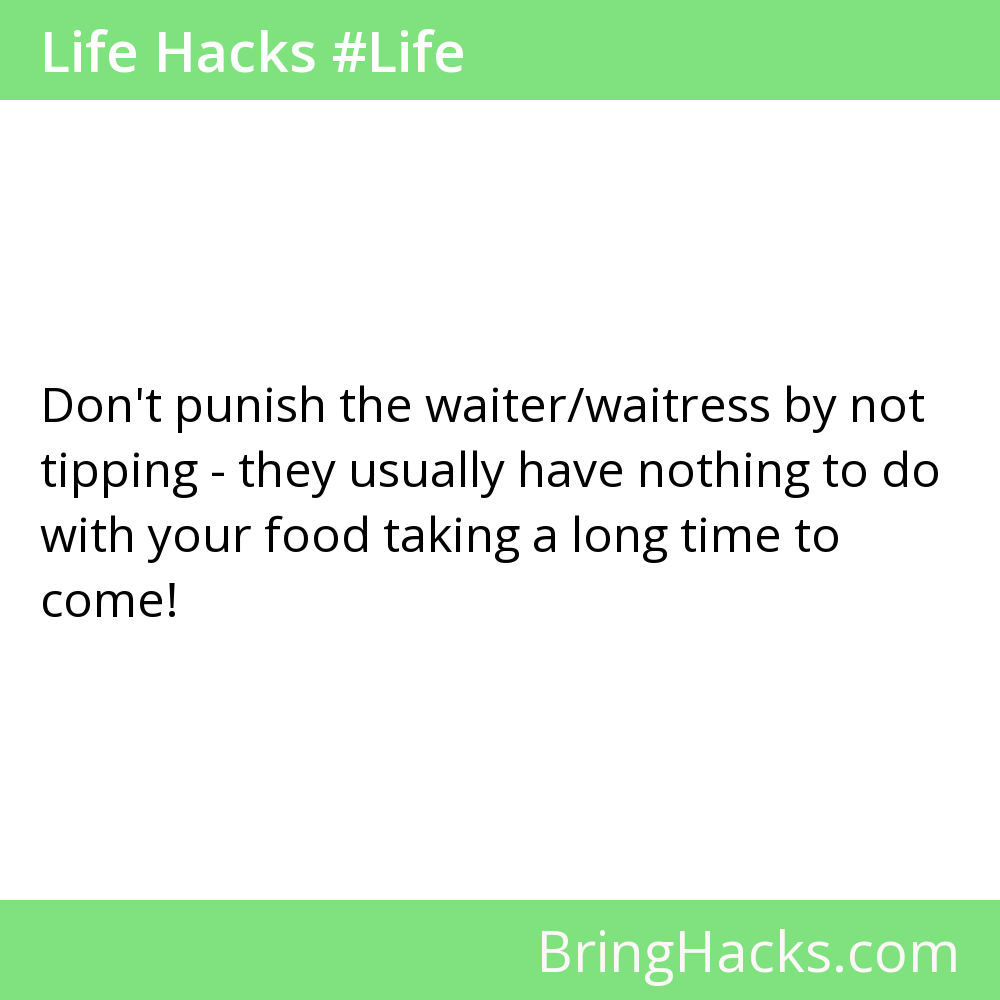 Life Hacks #Life
Don't punish the waiter/waitress by not
tipping - they usually have nothing to do
with your food taking a long time to
come!
BringHacks.com